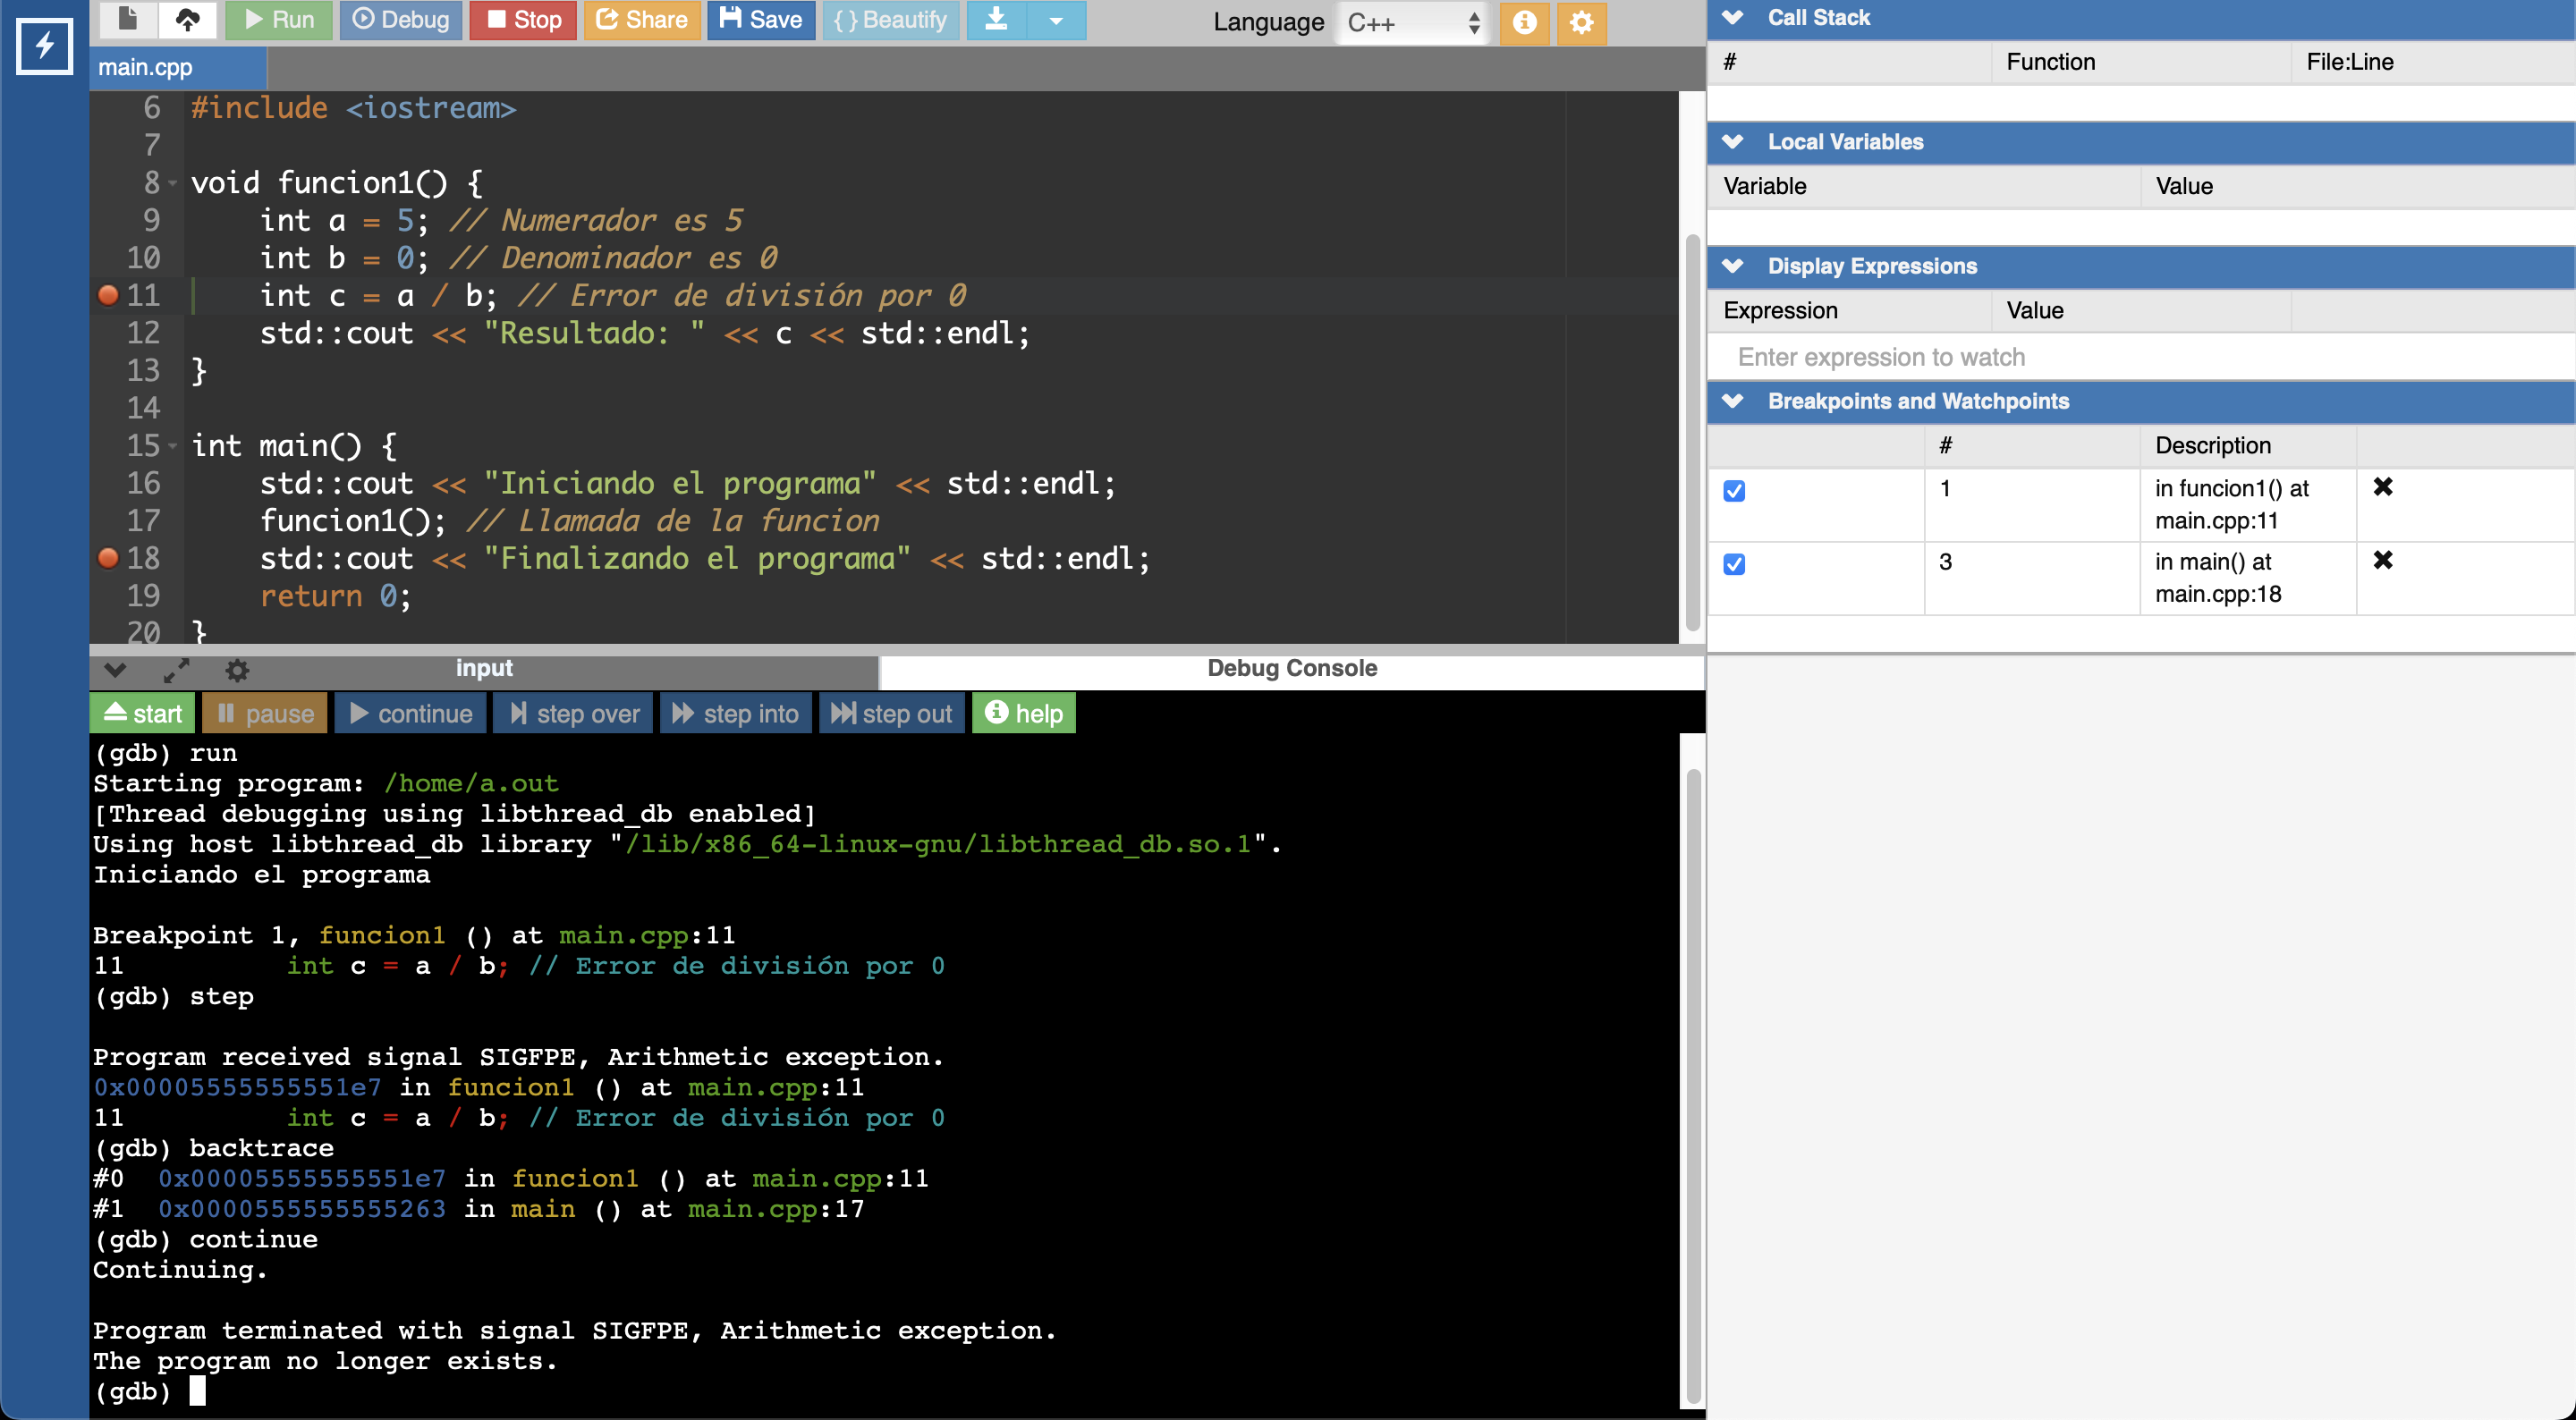 Run Debug Stop Share Save {} Beautify Language C++
main.cpp
6 #include <iostream>
7
8 void funcion1() {
9 int a = 5; // Numerador es 5
10 int b = 0; // Denominador es 0
11 int c = a / b; // Error de división por 0
12 std::cout << "Resultado: " << c << std::endl;
13 }
14
15 int main() {
16 std::cout << "Iniciando el programa" << std::endl;
17 funcion1(); // Llamada de la funcion
18 std::cout << "Finalizando el programa" << std::endl;
19 return 0;
20 }
input Debug Console
start pause continue step over step into step out help
(gdb) run
Starting program: /home/a.out
[Thread debugging using libthread_db enabled]
Using host libthread_db library "/lib/x86_64-linux-gnu/libthread_db.so.1".
Iniciando el programa
Breakpoint 1, funcion1 () at main.cpp:11
11 int c = a / b; // Error de división por 0
(gdb) step
Program received signal SIGFPE, Arithmetic exception.
0x00005555555551e7 in funcion1 () at main.cpp:11
11 int c = a / b; // Error de división por 0
(gdb) backtrace
#0 0x00005555555551e7 in funcion1 () at main.cpp:11
#1 0x0000555555555263 in main () at main.cpp:17
(gdb) continue
Continuing.
Program terminated with signal SIGFPE, Arithmetic exception.
The program no longer exists.
(gdb)
Call Stack
# Function File:Line
Local Variables
Variable Value
Display Expressions
Expression Value
Enter expression to watch
Breakpoints and Watchpoints
# Description
1 in funcion1() at
main.cpp:11
3 in main() at
main.cpp:18